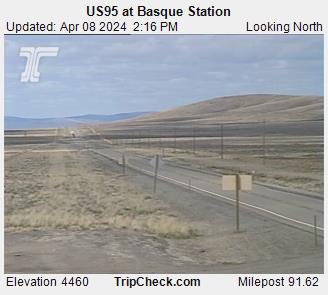 US95 at Basque Station
Updated: Apr 08 2024 2:16 PM Looking North
Elevation 4460 TripCheck.com Milepost 91.62